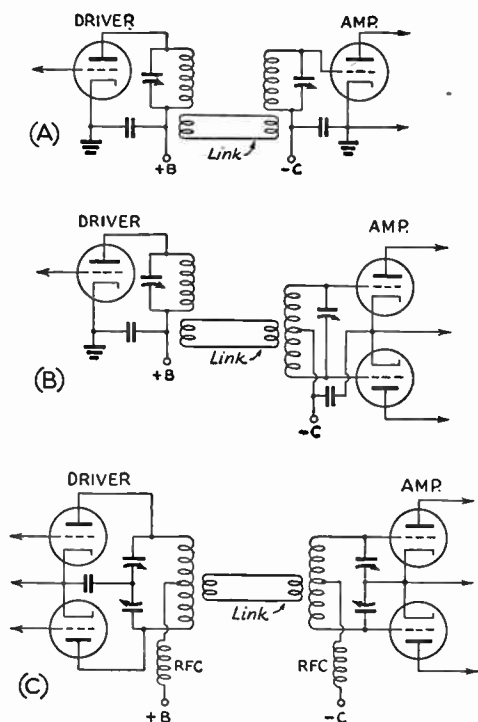 DRIVER
AMP.
(A)
Link
+B
-C
DRIVER
AMP.
(B)
Link
+B
-C
DRIVER
AMP.
(C)
Link
RFC
RFC
+B
-C